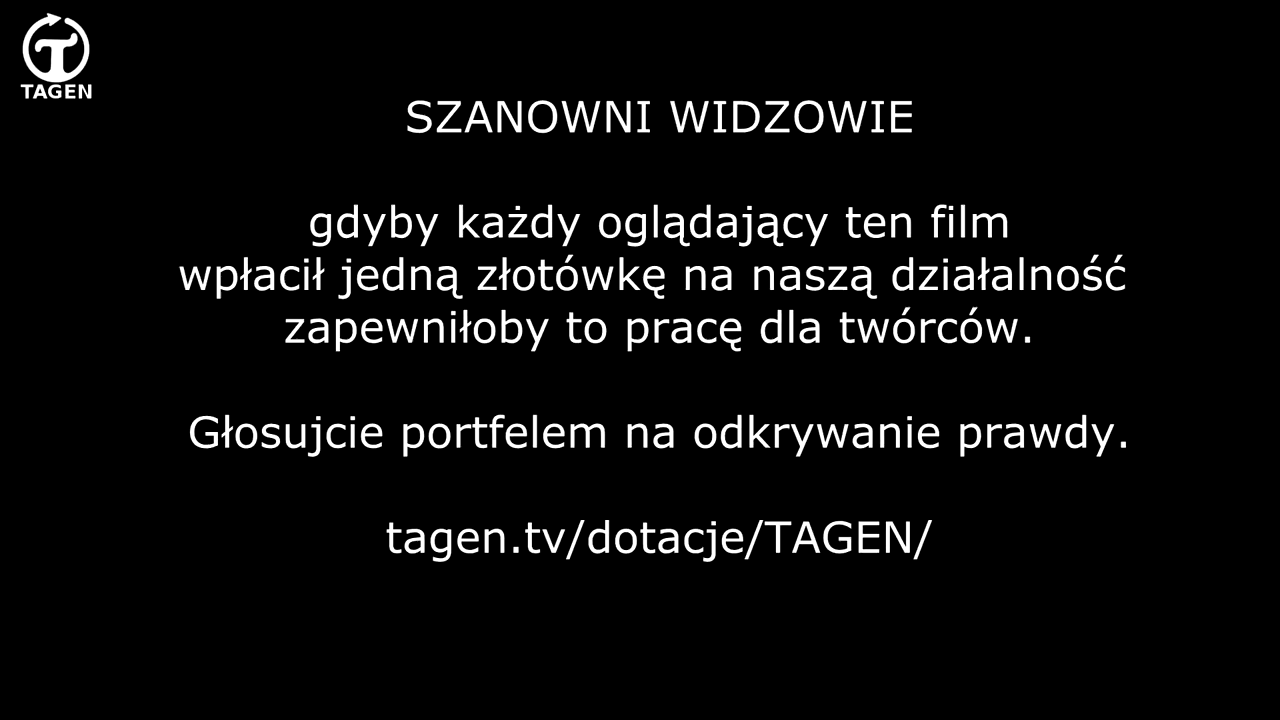 TAGEN
SZANOWNI WIDZOWIE
gdyby każdy oglądający ten film
wpłacił jedną złotówkę na naszą działalność
zapewniłoby to pracę dla twórców.
Głosujcie portfelem na odkrywanie prawdy.
tagen.tv/dotacje/TAGEN/